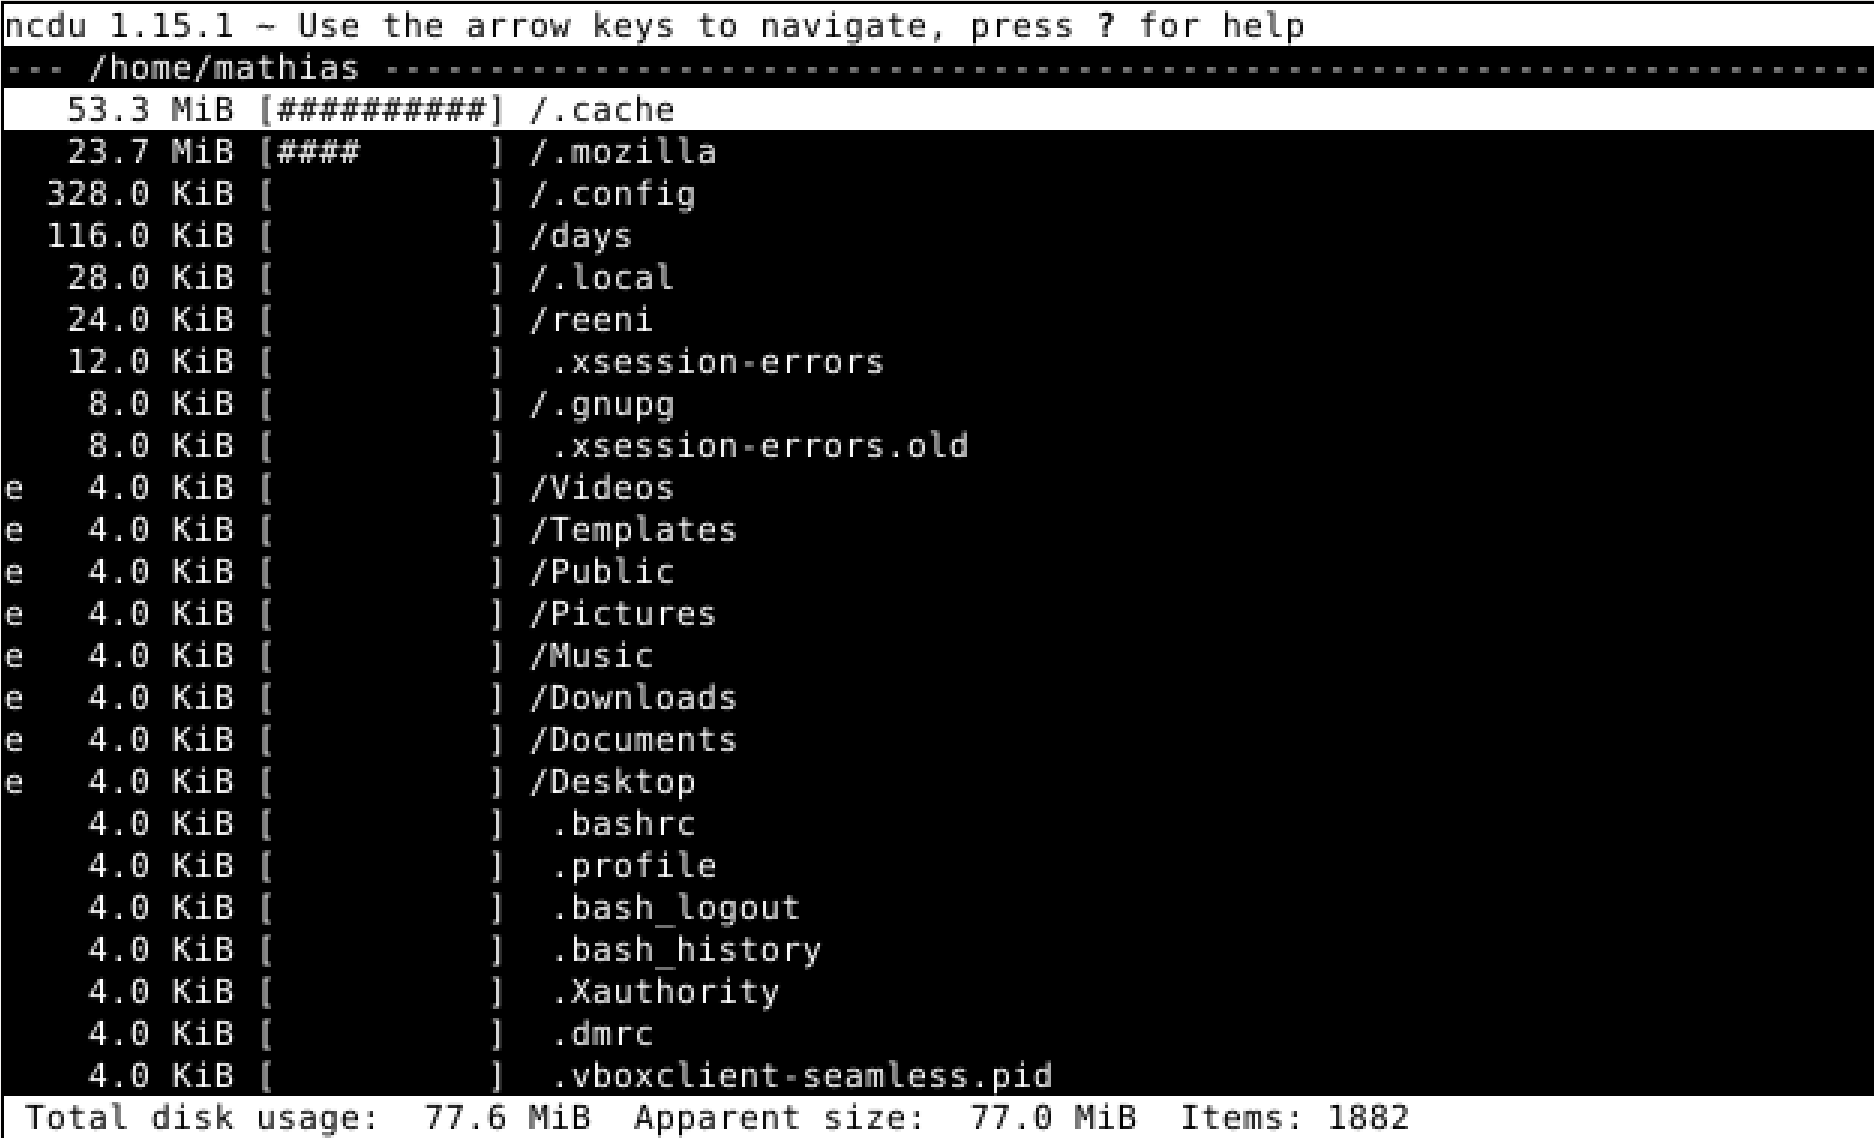 ncdu 1.15.1 ~ Use the arrow keys to navigate, press ? for help
--- /home/mathias -----------------------------------------------------------------------
   53.3 MiB [##########] /.cache
   23.7 MiB [####      ] /.mozilla
  328.0 KiB [          ] /.config
  116.0 KiB [          ] /days
   28.0 KiB [          ] /.local
   24.0 KiB [          ] /reeni
   12.0 KiB [          ]  .xsession-errors
    8.0 KiB [          ] /.gnupg
    8.0 KiB [          ]  .xsession-errors.old
e   4.0 KiB [          ] /Videos
e   4.0 KiB [          ] /Templates
e   4.0 KiB [          ] /Public
e   4.0 KiB [          ] /Pictures
e   4.0 KiB [          ] /Music
e   4.0 KiB [          ] /Downloads
e   4.0 KiB [          ] /Documents
e   4.0 KiB [          ] /Desktop
    4.0 KiB [          ]  .bashrc
    4.0 KiB [          ]  .profile
    4.0 KiB [          ]  .bash_logout
    4.0 KiB [          ]  .bash_history
    4.0 KiB [          ]  .Xauthority
    4.0 KiB [          ]  .dmrc
    4.0 KiB [          ]  .vboxclient-seamless.pid
 Total disk usage:  77.6 MiB  Apparent size:  77.0 MiB  Items: 1882